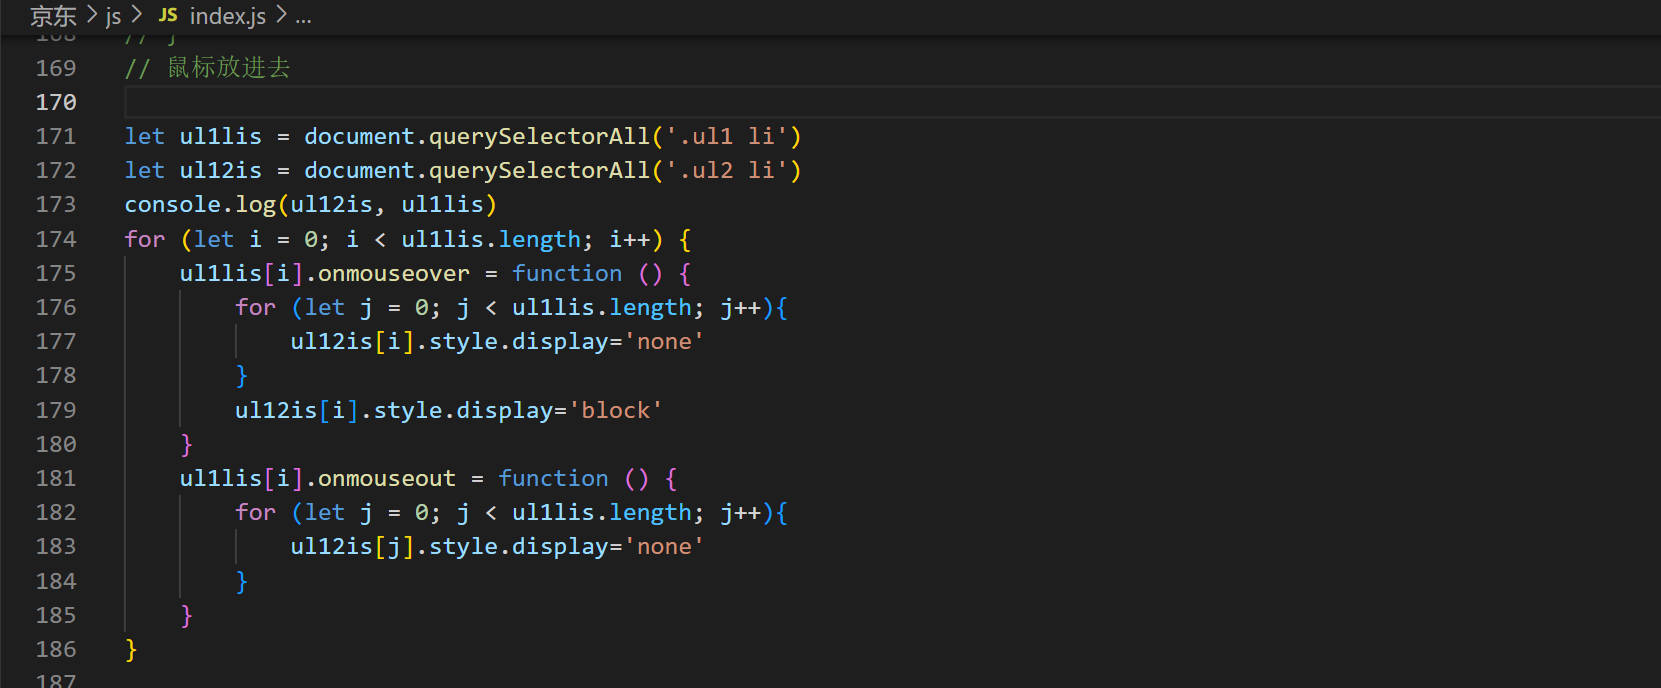 京东 > js > JS index.js > ...
168 // }
169 // 鼠标放进去
170
171 let ul1lis = document.querySelectorAll('.ul1 li')
172 let ul12is = document.querySelectorAll('.ul2 li')
173 console.log(ul12is, ul1lis)
174 for (let i = 0; i < ul1lis.length; i++) {
175 ul1lis[i].onmouseover = function () {
176 for (let j = 0; j < ul1lis.length; j++){
177 ul12is[i].style.display='none'
178 }
179 ul12is[i].style.display='block'
180 }
181 ul1lis[i].onmouseout = function () {
182 for (let j = 0; j < ul1lis.length; j++){
183 ul12is[j].style.display='none'
184 }
185 }
186 }
187